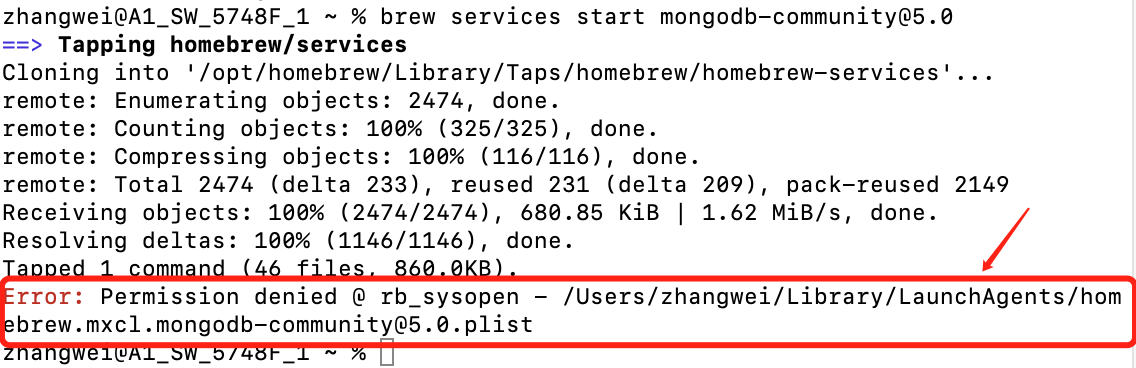 zhangwei@A1_SW_5748F_1 ~ % brew services start mongodb-community@5.0
==> Tapping homebrew/services
Cloning into '/opt/homebrew/Library/Taps/homebrew/homebrew-services'...
remote: Enumerating objects: 2474, done.
remote: Counting objects: 100% (325/325), done.
remote: Compressing objects: 100% (116/116), done.
remote: Total 2474 (delta 233), reused 231 (delta 209), pack-reused 2149
Receiving objects: 100% (2474/2474), 680.85 KiB | 1.62 MiB/s, done.
Resolving deltas: 100% (1146/1146), done.
Tapped 1 command (46 files, 860.0KB).
Error: Permission denied @ rb_sysopen - /Users/zhangwei/Library/LaunchAgents/hom
ebrew.mxcl.mongodb-community@5.0.plist
zhangwei@A1_SW_5748F_1 ~ %